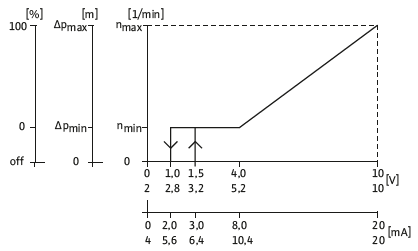 [%] [m] [1/min]
100 Δpmax nmax
0 Δpmin nmin
off 0 0
0 1,0 1,5 4,0 10
2 2,8 3,2 5,2 10 [V]
0 2,0 3,0 8,0 20
4 5,6 6,4 10,4 20 [mA]